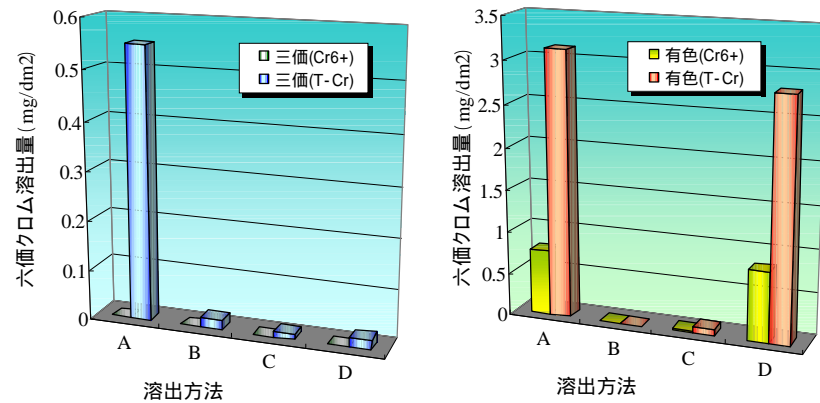 0.6
0.5
0.4
0.3
0.2
0.1
0
六価クロム溶出量(mg/dm2)
三価(Cr6+)
三価(T-Cr)
A
B
C
D
溶出方法
3.5
3
2.5
2
1.5
1
0.5
0
六価クロム溶出量(mg/dm2)
有色(Cr6+)
有色(T-Cr)
A
B
C
D
溶出方法